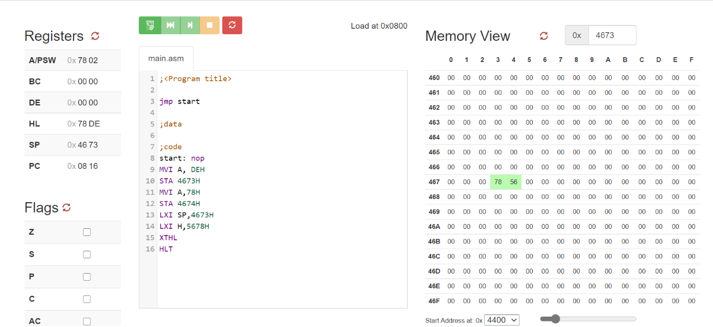 Registers
A/PSW 0x 78 02
BC 0x 00 00
DE 0x 00 00
HL 0x 78 DE
SP 0x 46 73
PC 0x 08 16
Flags
Z
S
P
C
AC
Load at 0x0800
main.asm
1 ;<Program title>
2
3 jmp start
4
5 ;data
6
7 ;code
8 start: nop
9 MVI A, DEH
10 STA 4673H
11 MVI A,78H
12 STA 4674H
13 LXI SP,4673H
14 LXI H,5678H
15 XTHL
16 HLT
Memory View
0x 4673
0 1 2 3 4 5 6 7 8 9 A B C D E F
460 00 00 00 00 00 00 00 00 00 00 00 00 00 00 00 00
461 00 00 00 00 00 00 00 00 00 00 00 00 00 00 00 00
462 00 00 00 00 00 00 00 00 00 00 00 00 00 00 00 00
463 00 00 00 00 00 00 00 00 00 00 00 00 00 00 00 00
464 00 00 00 00 00 00 00 00 00 00 00 00 00 00 00 00
465 00 00 00 00 00 00 00 00 00 00 00 00 00 00 00 00
466 00 00 00 00 00 00 00 00 00 00 00 00 00 00 00 00
467 00 00 00 78 56 00 00 00 00 00 00 00 00 00 00 00
468 00 00 00 00 00 00 00 00 00 00 00 00 00 00 00 00
469 00 00 00 00 00 00 00 00 00 00 00 00 00 00 00 00
46A 00 00 00 00 00 00 00 00 00 00 00 00 00 00 00 00
46B 00 00 00 00 00 00 00 00 00 00 00 00 00 00 00 00
46C 00 00 00 00 00 00 00 00 00 00 00 00 00 00 00 00
46D 00 00 00 00 00 00 00 00 00 00 00 00 00 00 00 00
46E 00 00 00 00 00 00 00 00 00 00 00 00 00 00 00 00
46F 00 00 00 00 00 00 00 00 00 00 00 00 00 00 00 00
Start Address at: 0x 4400